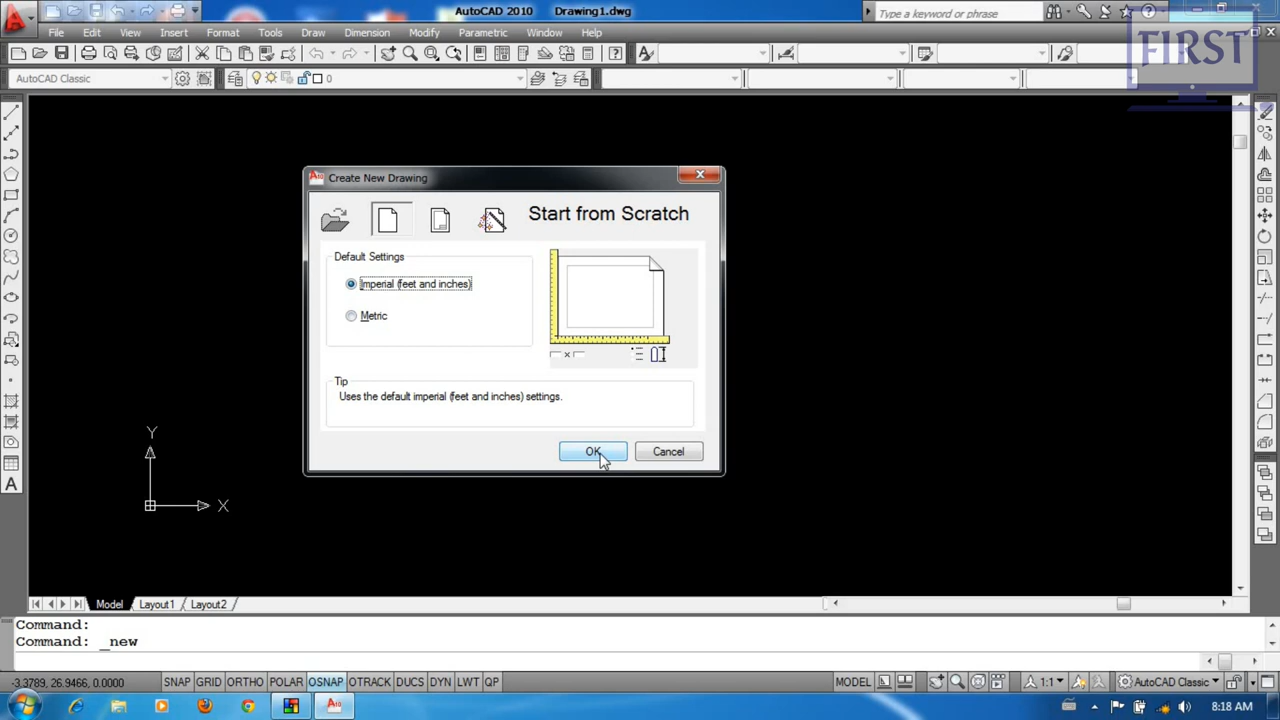 AutoCAD 2010 Drawing1.dwg
Type a keyword or phrase
File Edit View Insert Format Tools Draw Dimension Modify Parametric Window Help
FIRST
AutoCAD Classic
0
Create New Drawing
Start from Scratch
Default Settings
Imperial (feet and inches)
Metric
Tip
Uses the default imperial (feet and inches) settings.
OK Cancel
Y
X
A
Model Layout1 Layout2
Command:
Command: _new
-3.3789, 26.9466, 0.0000 SNAP GRID ORTHO POLAR OSNAP OTRACK DUCS DYN LWT QP MODEL 1:1 AutoCAD Classic
8:18 AM